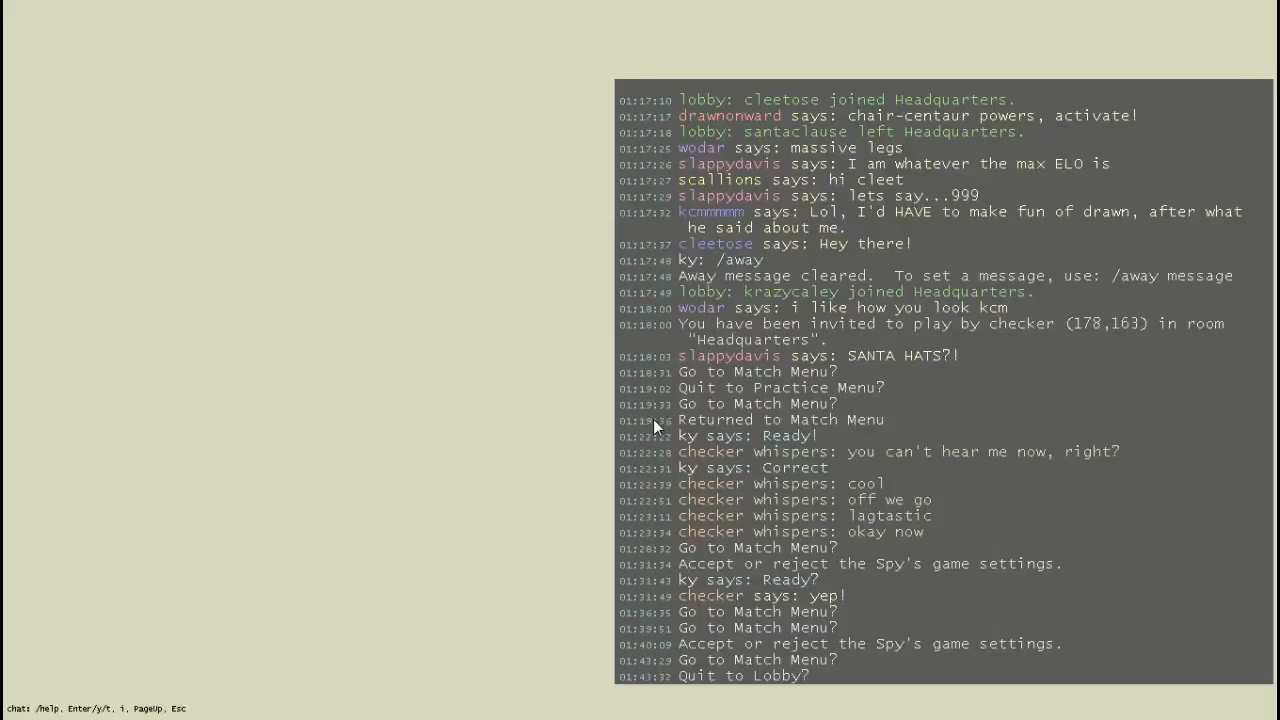 01:17:10 lobby: cleetose joined Headquarters.
01:17:17 drawnonward says: chair-centaur powers, activate!
01:17:18 lobby: santaclause left Headquarters.
01:17:25 wodar says: massive legs
01:17:26 slappydavis says: I am whatever the max ELO is
01:17:27 scallions says: hi cleet
01:17:29 slappydavis says: lets say...999
01:17:32 kcmmmmm says: Lol, I'd HAVE to make fun of drawn, after what
he said about me.
01:17:37 cleetose says: Hey there!
01:17:48 ky: /away
01:17:48 Away message cleared.  To set a message, use: /away message
01:17:49 lobby: krazycaley joined Headquarters.
01:18:00 wodar says: i like how you look kcm
01:18:00 You have been invited to play by checker (178,163) in room
"Headquarters".
01:18:03 slappydavis says: SANTA HATS?!
01:18:31 Go to Match Menu?
01:19:02 Quit to Practice Menu?
01:19:33 Go to Match Menu?
01:19:36 Returned to Match Menu
01:22:22 ky says: Ready!
01:22:28 checker whispers: you can't hear me now, right?
01:22:31 ky says: Correct
01:22:39 checker whispers: cool
01:22:51 checker whispers: off we go
01:23:11 checker whispers: lagtastic
01:23:34 checker whispers: okay now
01:28:32 Go to Match Menu?
01:31:34 Accept or reject the Spy's game settings.
01:31:43 ky says: Ready?
01:31:49 checker says: yep!
01:36:35 Go to Match Menu?
01:39:51 Go to Match Menu?
01:40:09 Accept or reject the Spy's game settings.
01:43:29 Go to Match Menu?
01:43:32 Quit to Lobby?
chat: /help, Enter/y/t, i, PageUp, Esc